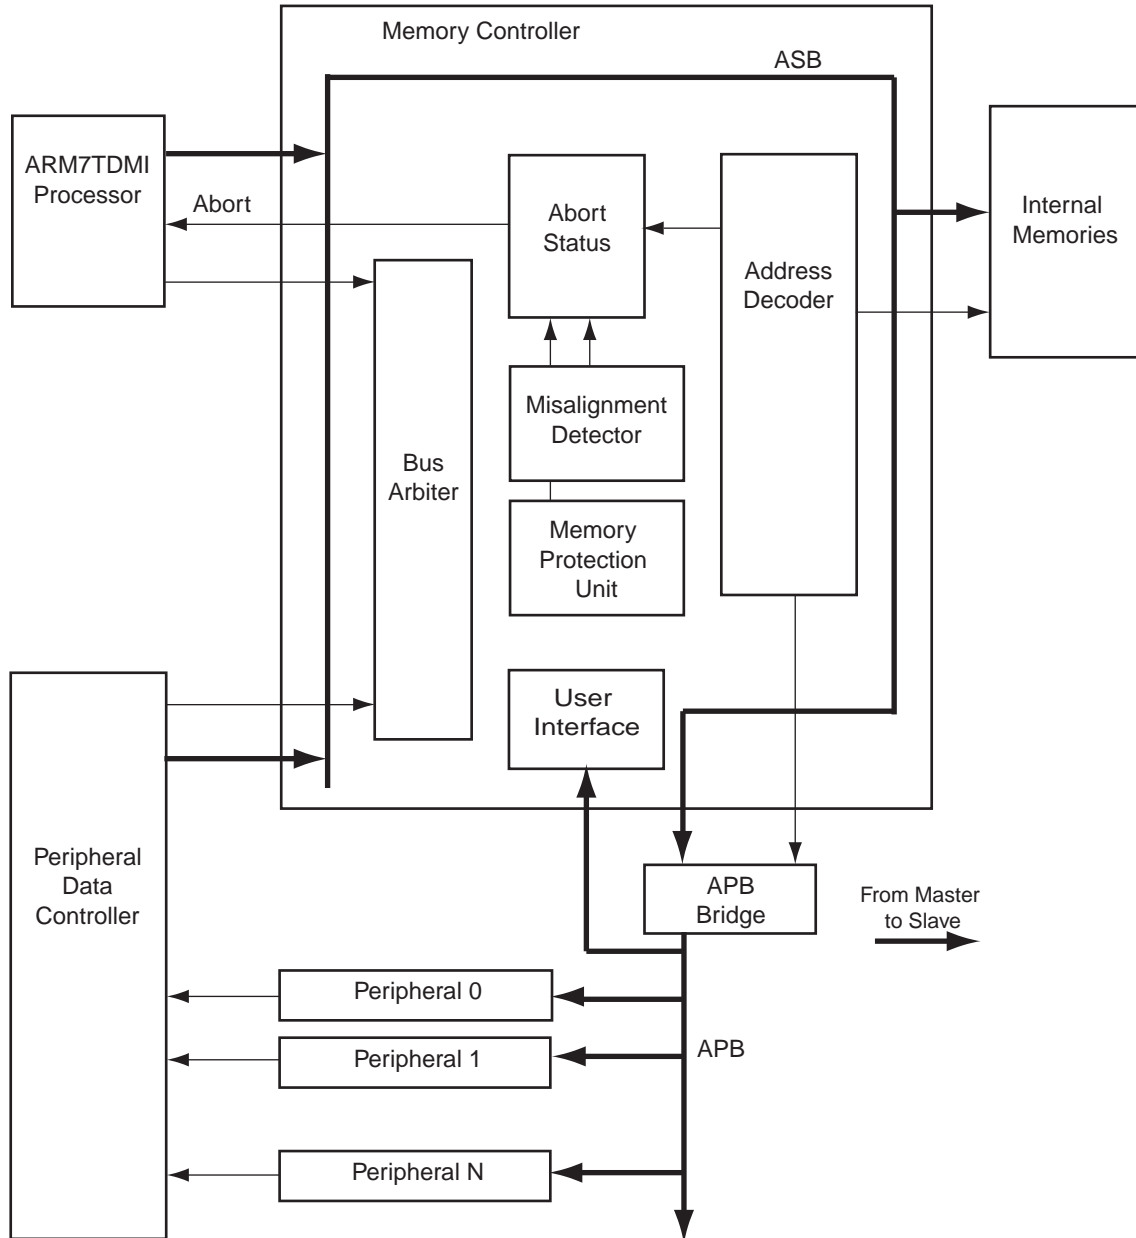 Memory Controller
ASB
ARM7TDMI
Processor
Abort
Abort
Status
Address
Decoder
Internal
Memories
Bus
Arbiter
Misalignment
Detector
Memory
Protection
Unit
User
Interface
Peripheral
Data
Controller
APB
Bridge
From Master
to Slave
Peripheral 0
Peripheral 1
APB
Peripheral N